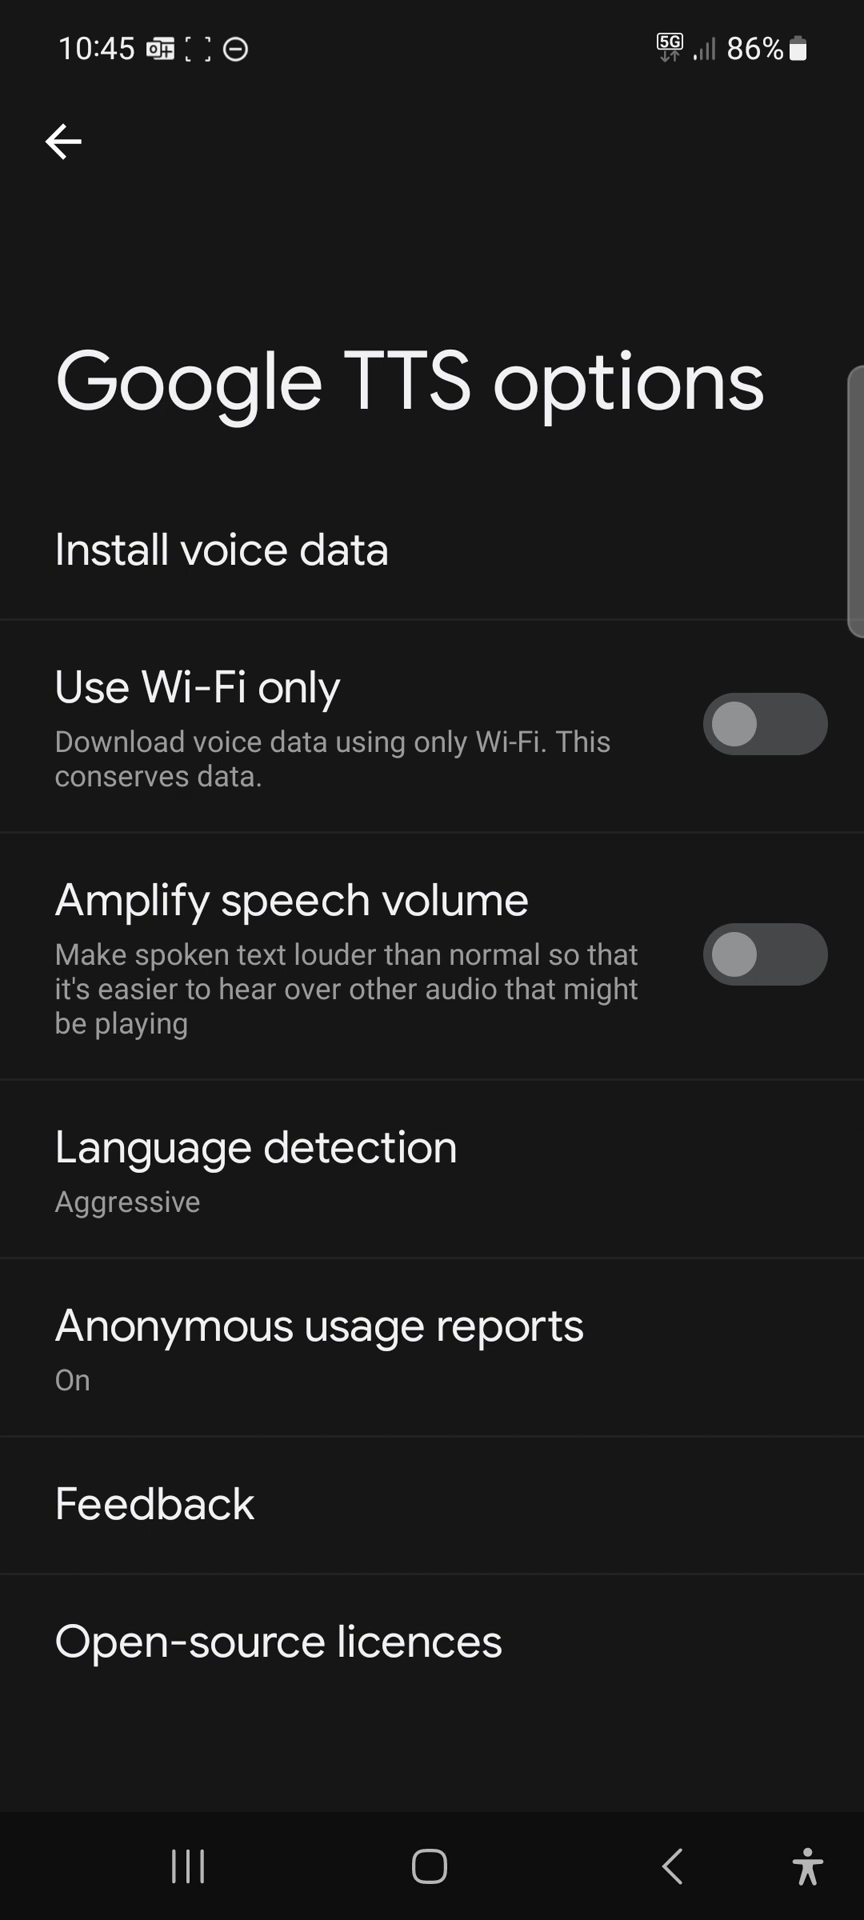 10:45
5G 86%
Google TTS options
Install voice data
Use Wi-Fi only
Download voice data using only Wi-Fi. This
conserves data.
Amplify speech volume
Make spoken text louder than normal so that
it's easier to hear over other audio that might
be playing
Language detection
Aggressive
Anonymous usage reports
On
Feedback
Open-source licences